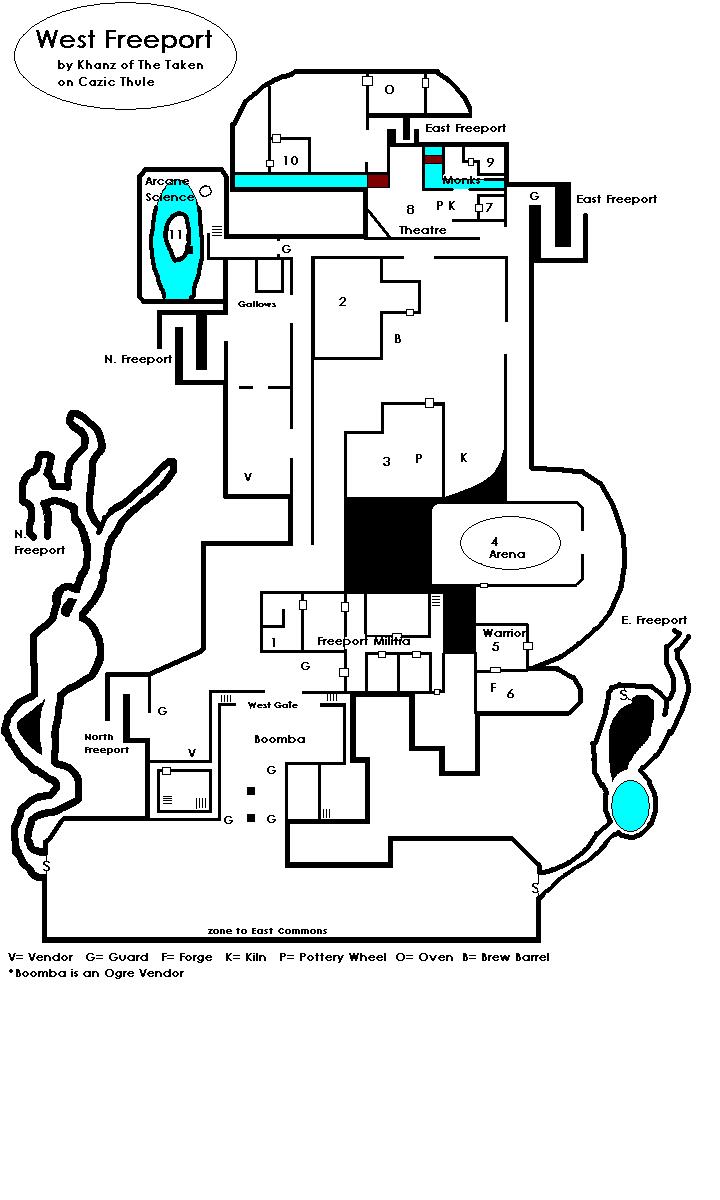 West Freeport
by Khanz of The Taken
on Cazic Thule
O
East Freeport
10
9
Arcane
Science
Monks
G
East Freeport
P K
7
8
Theatre
11
G
2
Gallows
B
N. Freeport
3
P
K
V
N.
Freeport
4
Arena
E. Freeport
Warrior
5
1
Freeport Militia
G
F
6
S
West Gate
G
North
Freeport
Boomba
V
G
G
G
S
S
zone to East Commons
V= Vendor G= Guard F= Forge K= Kiln P= Pottery Wheel O= Oven B= Brew Barrel
*Boomba is an Ogre Vendor